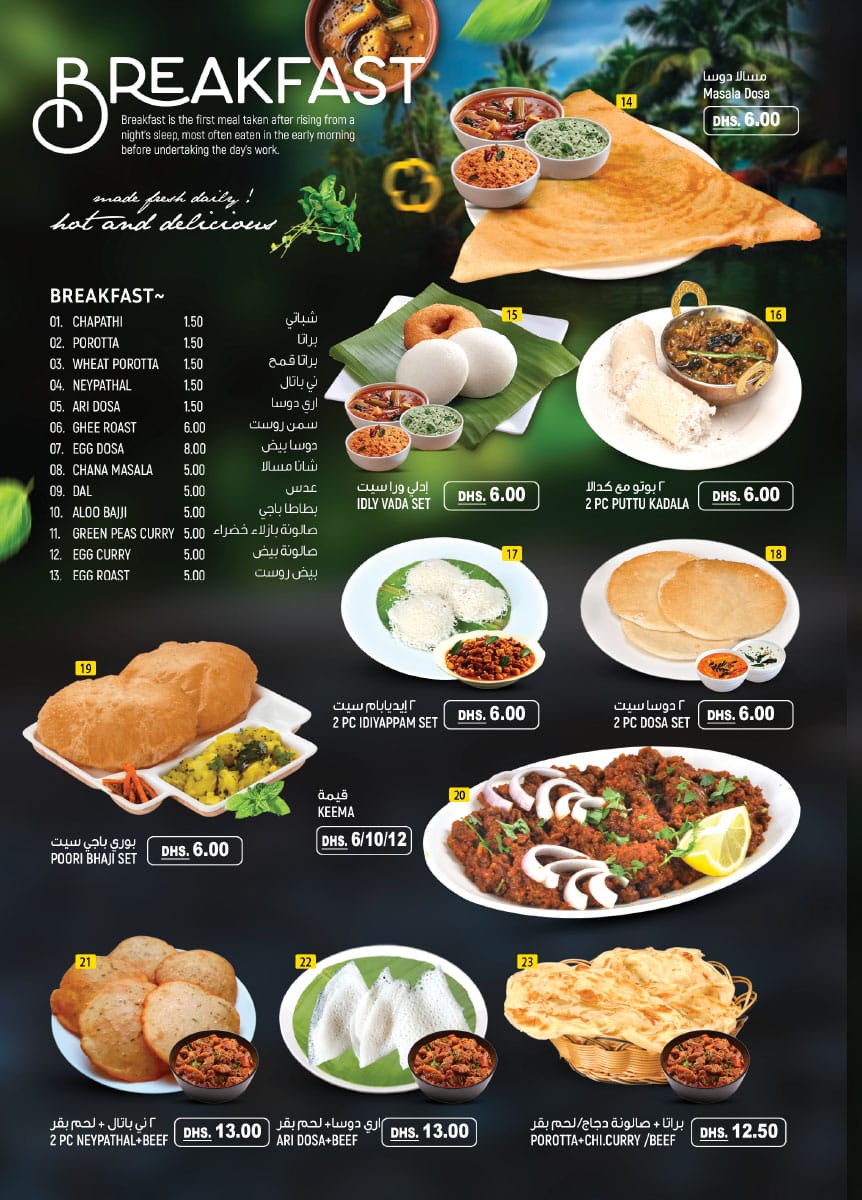 BREAKFAST
Breakfast is the first meal taken after rising from a
night's sleep, most often eaten in the early morning
before undertaking the day's work.
made fresh daily !
hot and delicious
14
مسالا دوسا
Masala Dosa
DHS. 6.00
BREAKFAST~
01. CHAPATHI 1.50 شباتي
02. POROTTA 1.50 براتا
03. WHEAT POROTTA 1.50 براتا قمح
04. NEYPATHAL 1.50 ني باتال
05. ARI DOSA 1.50 اري دوسا
06. GHEE ROAST 6.00 سمن روست
07. EGG DOSA 8.00 دوسا بيض
08. CHANA MASALA 5.00 شانا مسالا
09. DAL 5.00 عدس
10. ALOO BAJJI 5.00 بطاطا باجي
11. GREEN PEAS CURRY 5.00 صالونة بازلاء خضراء
12. EGG CURRY 5.00 صالونة بيض
13. EGG ROAST 5.00 بيض روست
15
إدلي ورا سيت
IDLY VADA SET DHS. 6.00
16
٢ بوتو مع كدالا
2 PC PUTTU KADALA DHS. 6.00
17
٢ إيديابام سيت
2 PC IDIYAPPAM SET DHS. 6.00
18
٢ دوسا سيت
2 PC DOSA SET DHS. 6.00
19
بوري باجي سيت
POORI BHAJI SET DHS. 6.00
20
قيمة
KEEMA
DHS. 6/10/12
21
٢ ني باتال + لحم بقر
2 PC NEYPATHAL+BEEF DHS. 13.00
22
اري دوسا+ لحم بقر
ARI DOSA+BEEF DHS. 13.00
23
براتا + صالونة دجاج/لحم بقر
POROTTA+CHI.CURRY /BEEF DHS. 12.50